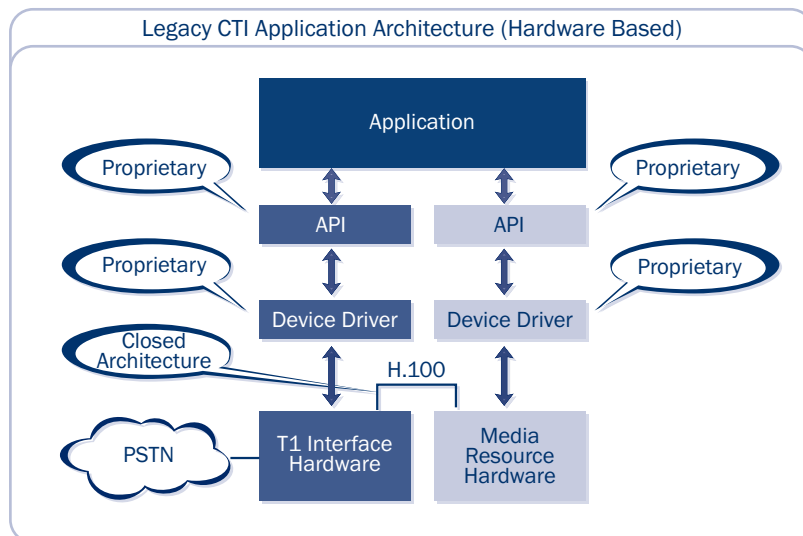 Legacy CTI Application Architecture (Hardware Based)
Application
Proprietary
Proprietary
API
API
Proprietary
Proprietary
Device Driver
Device Driver
Closed
Architecture
H.100
PSTN
T1 Interface
Hardware
Media
Resource
Hardware